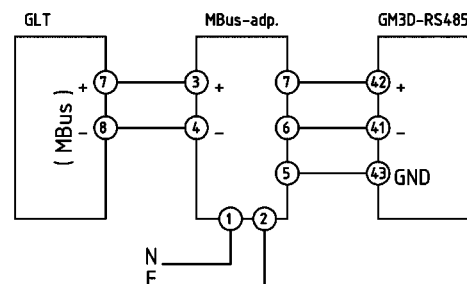 GLT MBus-adp. GM3D-RS485
7 3 7 42
+ + +
8 4 6 41
- - -
(MBus)
5 43 GND
1 2
N